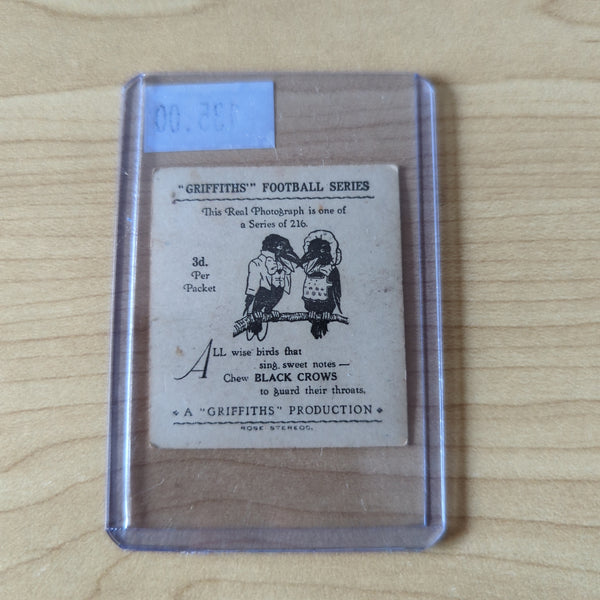 135.00
"GRIFFITHS'" FOOTBALL SERIES
This Real Photograph is one of
a Series of 216.
3d.
Per
Packet
ALL wise birds that
sing sweet notes —
Chew BLACK CROWS
to guard their throats.
A "GRIFFITHS" PRODUCTION
ROSE STEREOS.